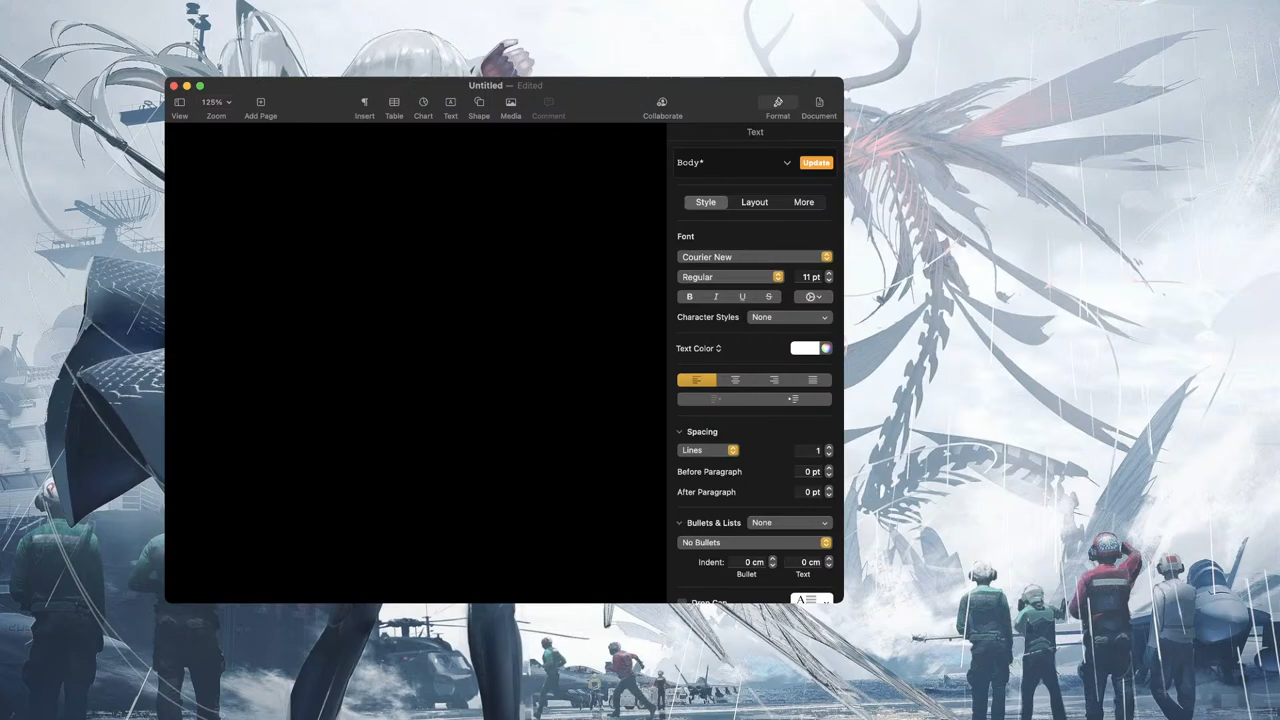 Untitled — Edited
View
125%
Zoom
Add Page
Insert
Table
Chart
Text
Shape
Media
Comment
Collaborate
Format
Document
Text
Body*
Update
Style
Layout
More
Font
Courier New
Regular
11 pt
B I U S
Character Styles
None
Text Color
Spacing
Lines
1
Before Paragraph
0 pt
After Paragraph
0 pt
Bullets & Lists
None
No Bullets
Indent:
0 cm
0 cm
Bullet
Text
Drop Cap
A